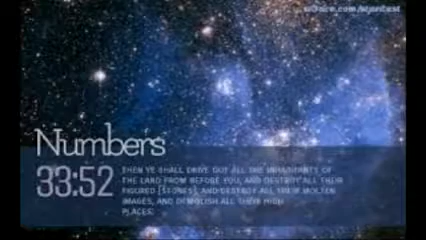 Numbers
33:52
THEN YE SHALL DRIVE OUT ALL THE INHABITANTS OF
THE LAND FROM BEFORE YOU, AND DESTROY ALL THEIR
FIGURED [STONES], AND DESTROY ALL THEIR MOLTEN
IMAGES, AND DEMOLISH ALL THEIR HIGH
PLACES: